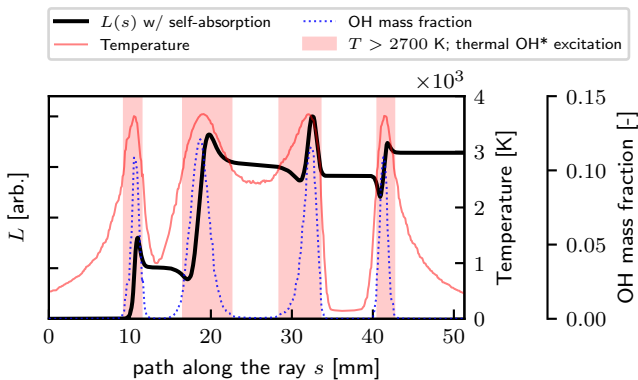 L(s) w/ self-absorption
Temperature
OH mass fraction
T > 2700 K; thermal OH* excitation
×10³
L [arb.]
4
3
2
1
0
Temperature [K]
0.15
0.10
0.05
0.00
OH mass fraction [-]
0 10 20 30 40 50
path along the ray s [mm]